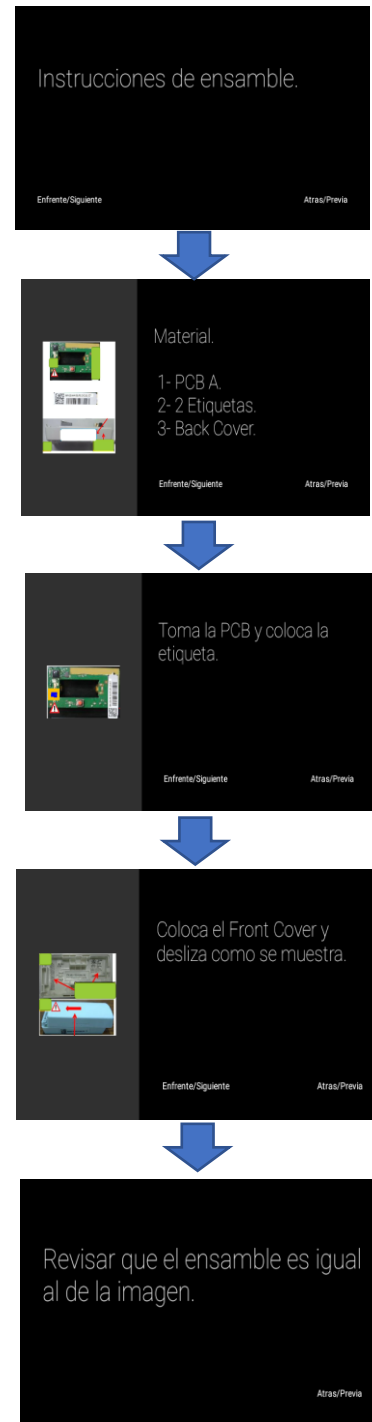 Instrucciones de ensamble.
Enfrente/Siguiente Atras/Previa
Material.
1- PCB A.
2- 2 Etiquetas.
3- Back Cover.
Enfrente/Siguiente Atras/Previa
Toma la PCB y coloca la
etiqueta.
Enfrente/Siguiente Atras/Previa
Coloca el Front Cover y
desliza como se muestra.
Enfrente/Siguiente Atras/Previa
Revisar que el ensamble es igual
al de la imagen.
Atras/Previa